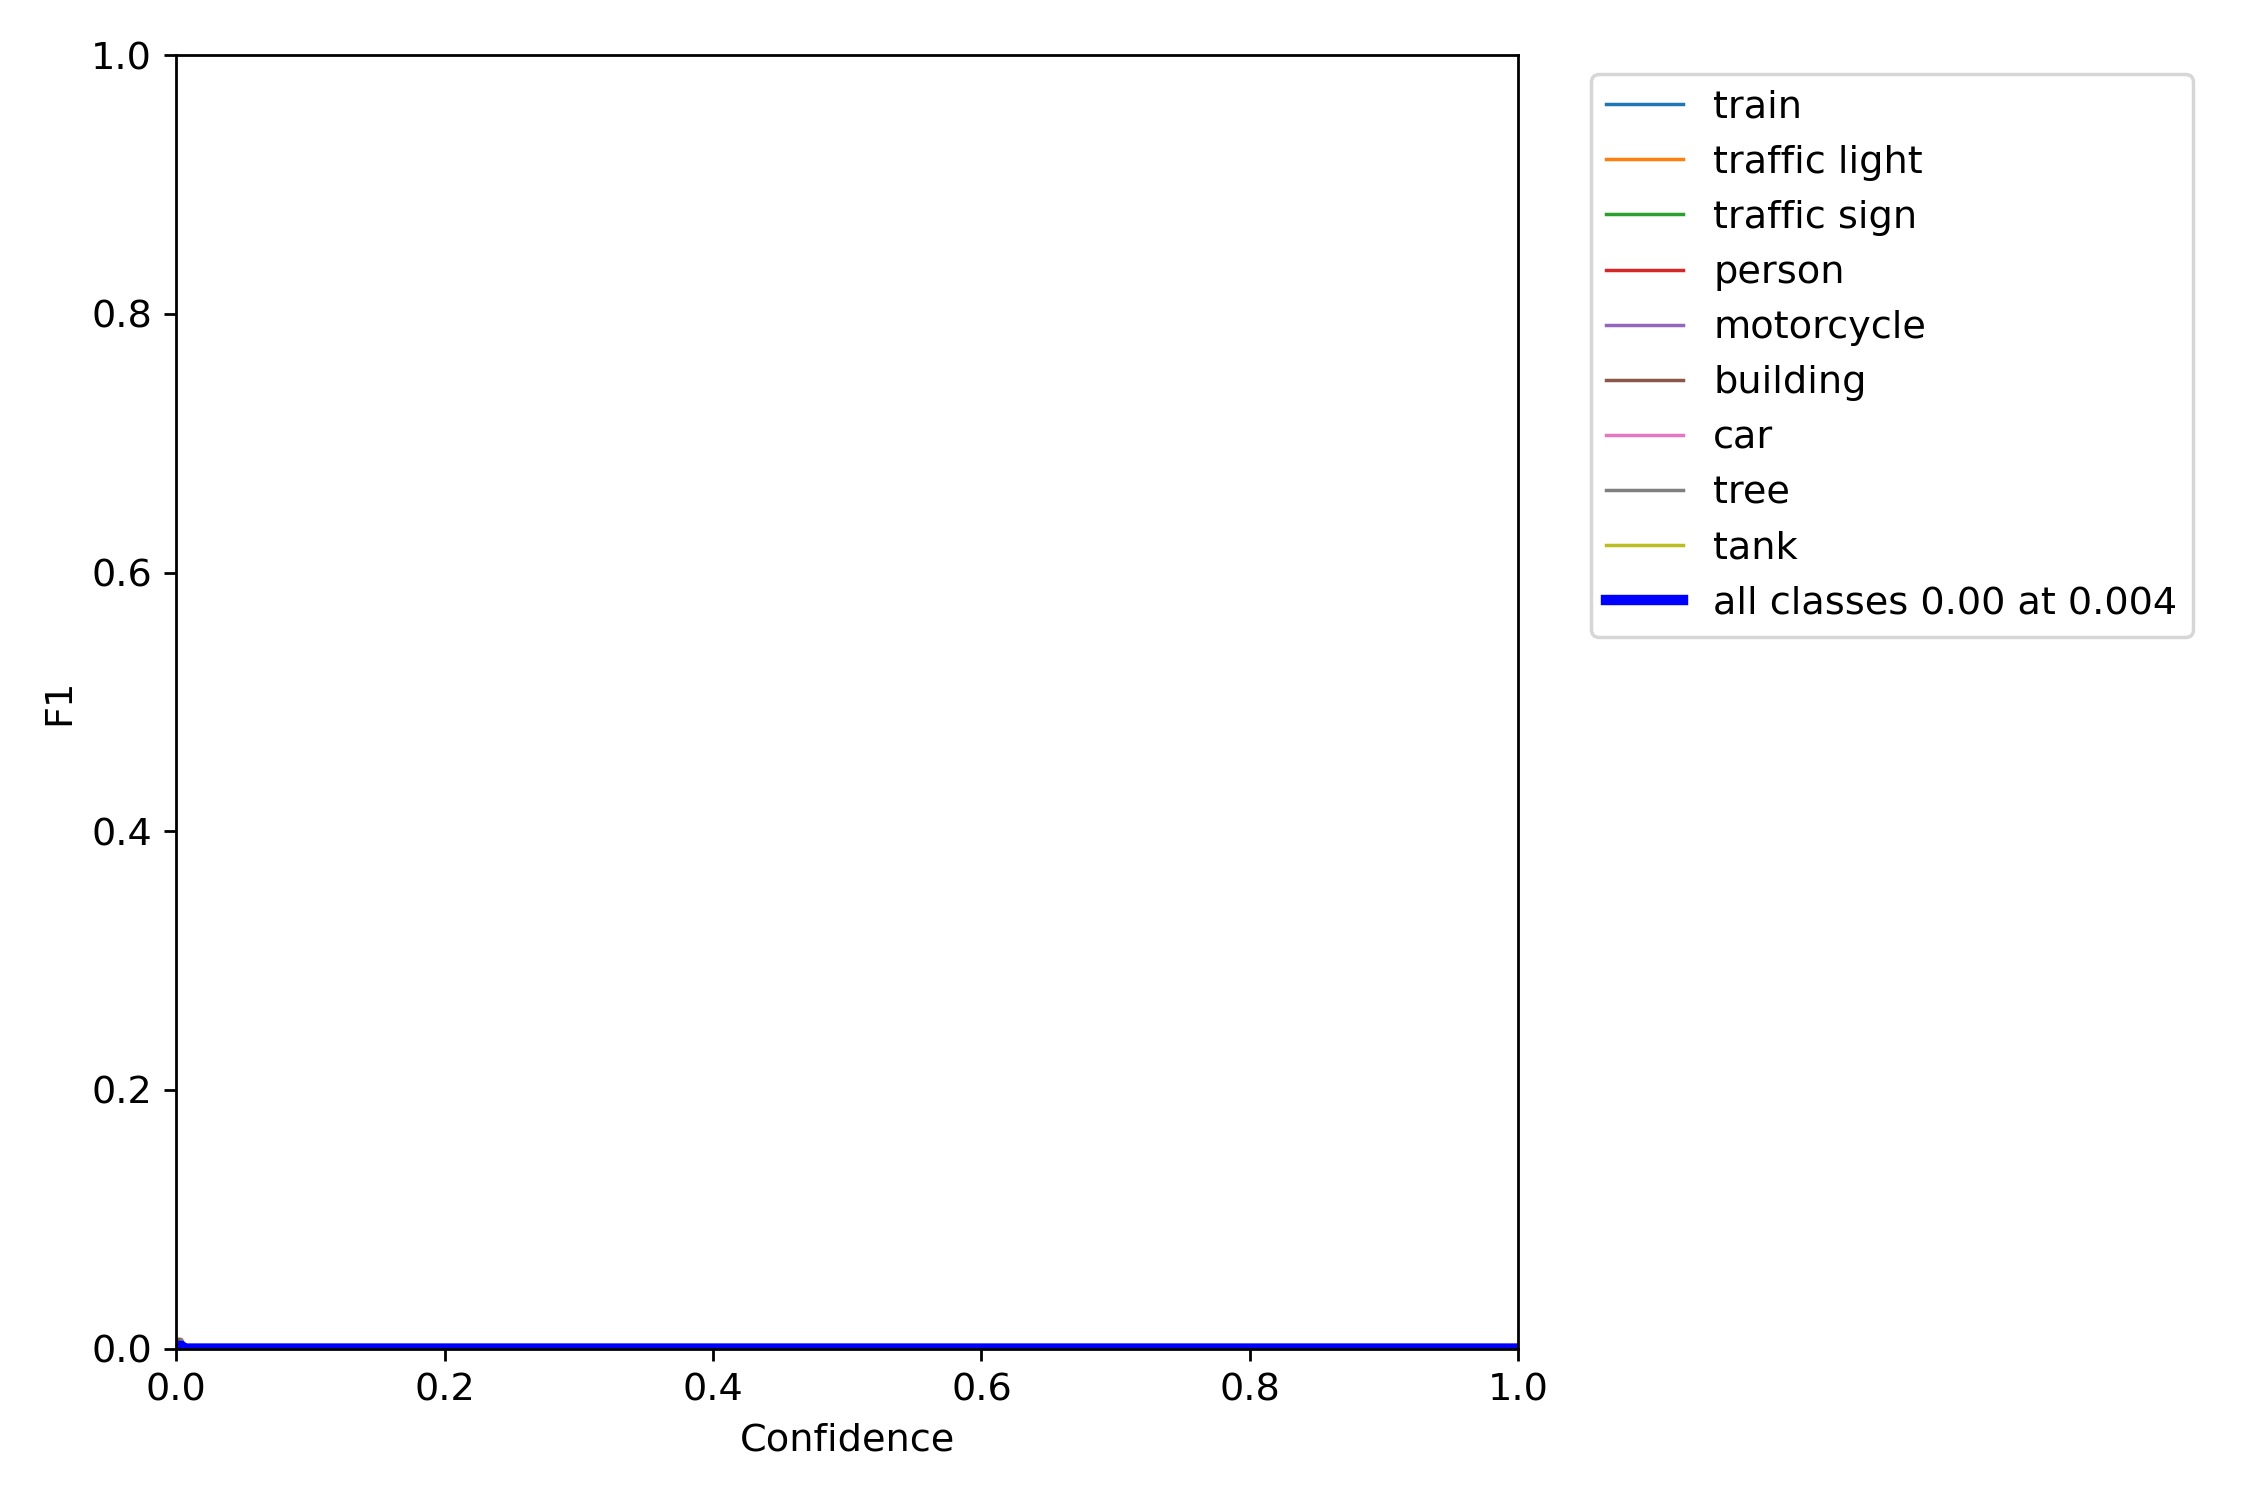 1.0
0.8
0.6
0.4
0.2
0.0
F1
0.0 0.2 0.4 0.6 0.8 1.0
Confidence
train
traffic light
traffic sign
person
motorcycle
building
car
tree
tank
all classes 0.00 at 0.004